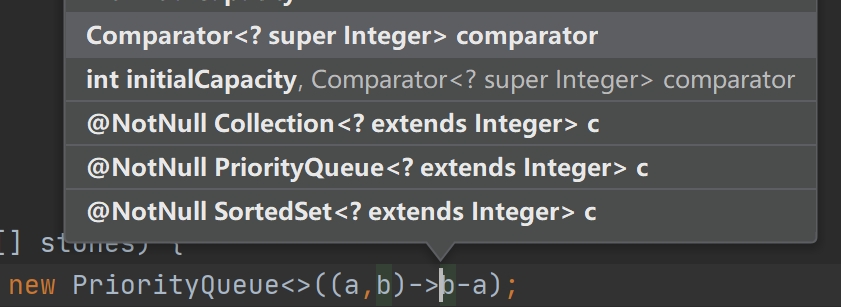 Comparator<? super Integer> comparator
int initialCapacity, Comparator<? super Integer> comparator
@NotNull Collection<? extends Integer> c
@NotNull PriorityQueue<? extends Integer> c
@NotNull SortedSet<? extends Integer> c
[] stones) {
new PriorityQueue<>((a,b)->b-a);